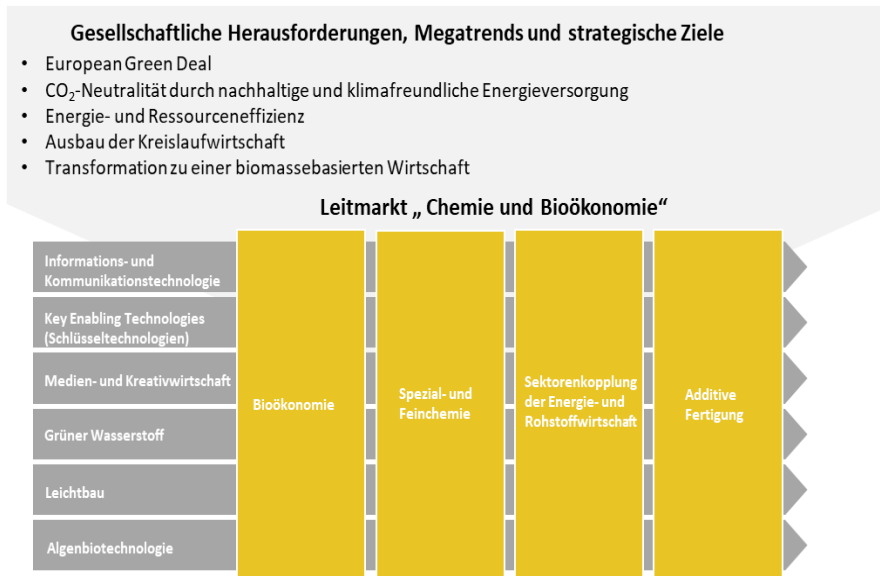 Gesellschaftliche Herausforderungen, Megatrends und strategische Ziele
• European Green Deal
• CO₂-Neutralität durch nachhaltige und klimafreundliche Energieversorgung
• Energie- und Ressourceneffizienz
• Ausbau der Kreislaufwirtschaft
• Transformation zu einer biomassebasierten Wirtschaft
Leitmarkt „ Chemie und Bioökonomie“
Informations- und
Kommunikationstechnologie
Key Enabling Technologies
(Schlüsseltechnologien)
Medien- und Kreativwirtschaft
Grüner Wasserstoff
Leichtbau
Algenbiotechnologie
Bioökonomie
Spezial- und
Feinchemie
Sektorenkopplung
der Energie- und
Rohstoffwirtschaft
Additive
Fertigung